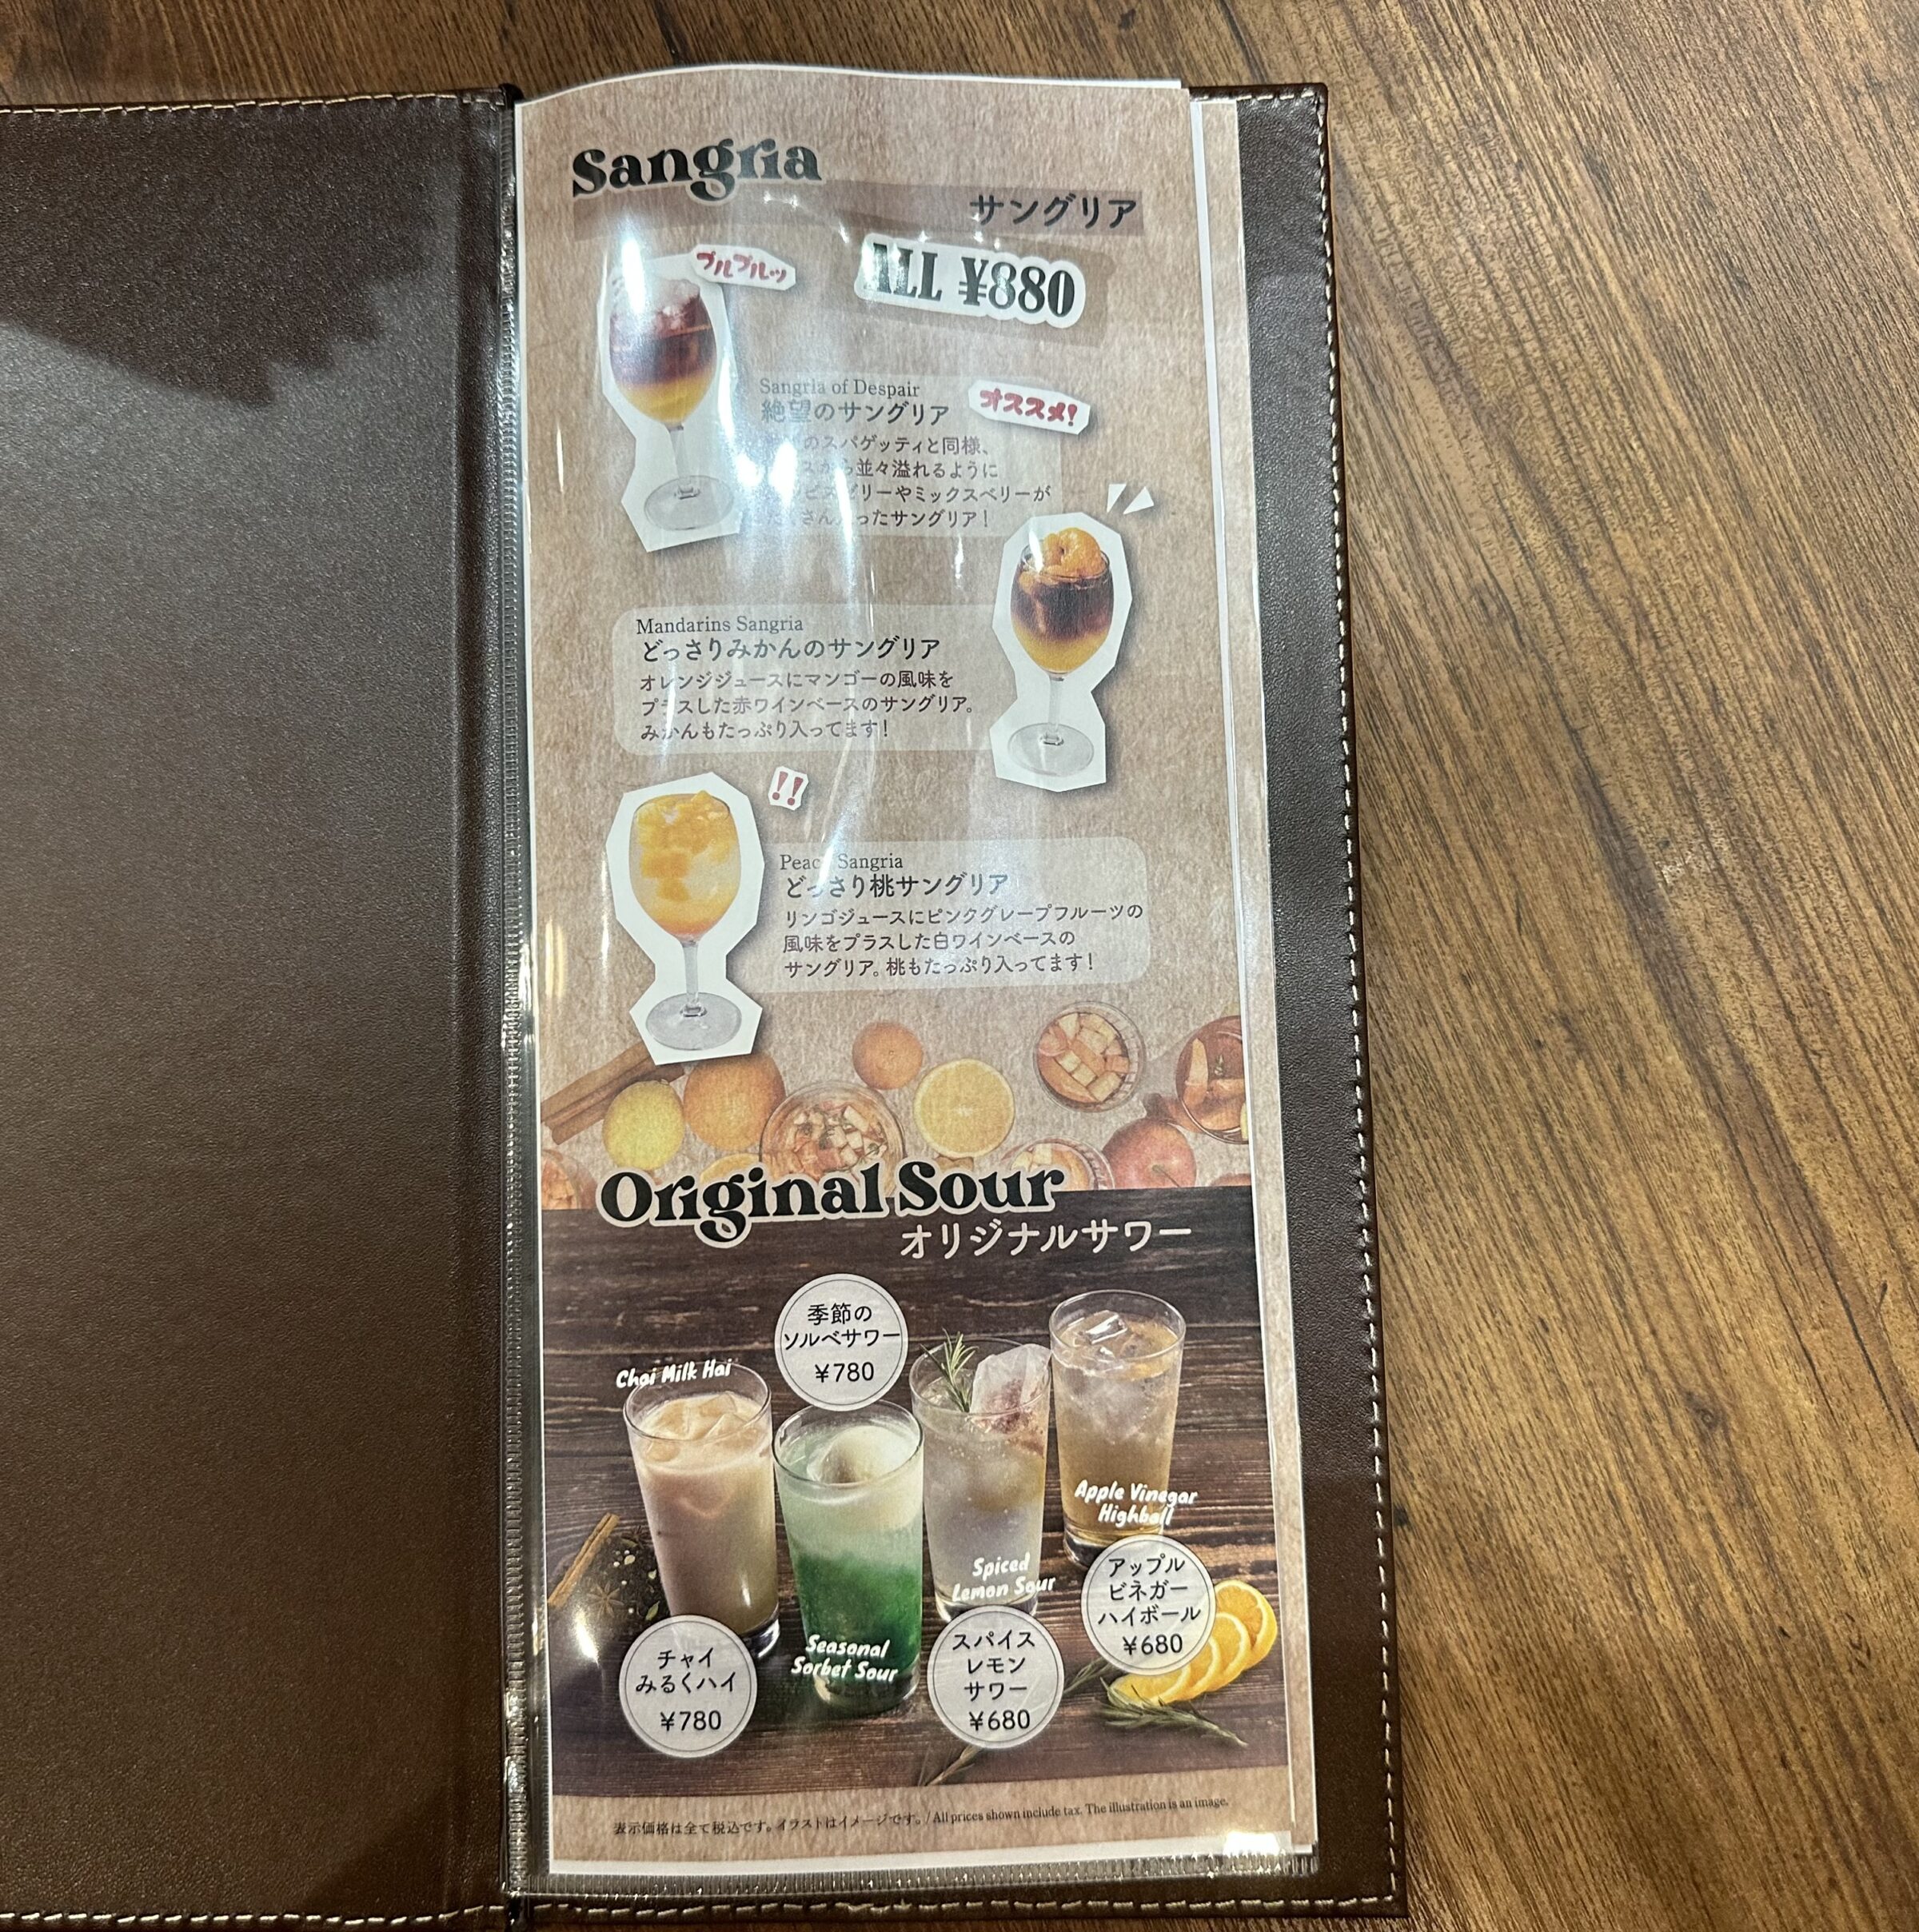 Sangria
サングリア
プルプルッ
ALL ¥880
Sangria of Despair
絶望のサングリア
オススメ!
のスパゲッティと同様、
から並々溢れるように
ゼリーやミックスベリーが
たくさん入ったサングリア!
Mandarins Sangria
どっさりみかんのサングリア
オレンジジュースにマンゴーの風味を
プラスした赤ワインベースのサングリア。
みかんもたっぷり入ってます!
!!
Peach Sangria
どっさり桃サングリア
リンゴジュースにピンクグレープフルーツの
風味をプラスした白ワインベースの
サングリア。桃もたっぷり入ってます!
Original Sour
オリジナルサワー
季節の
ソルベサワー
¥780
Chai Milk Hai
Apple Vinegar
Highball
Spiced
Lemon Sour
アップル
ビネガー
ハイボール
¥680
Seasonal
Sorbet Sour
チャイ
みるくハイ
¥780
スパイス
レモン
サワー
¥680
表示価格は全て税込です。イラストはイメージです。/ All prices shown include tax. The illustration is an image.